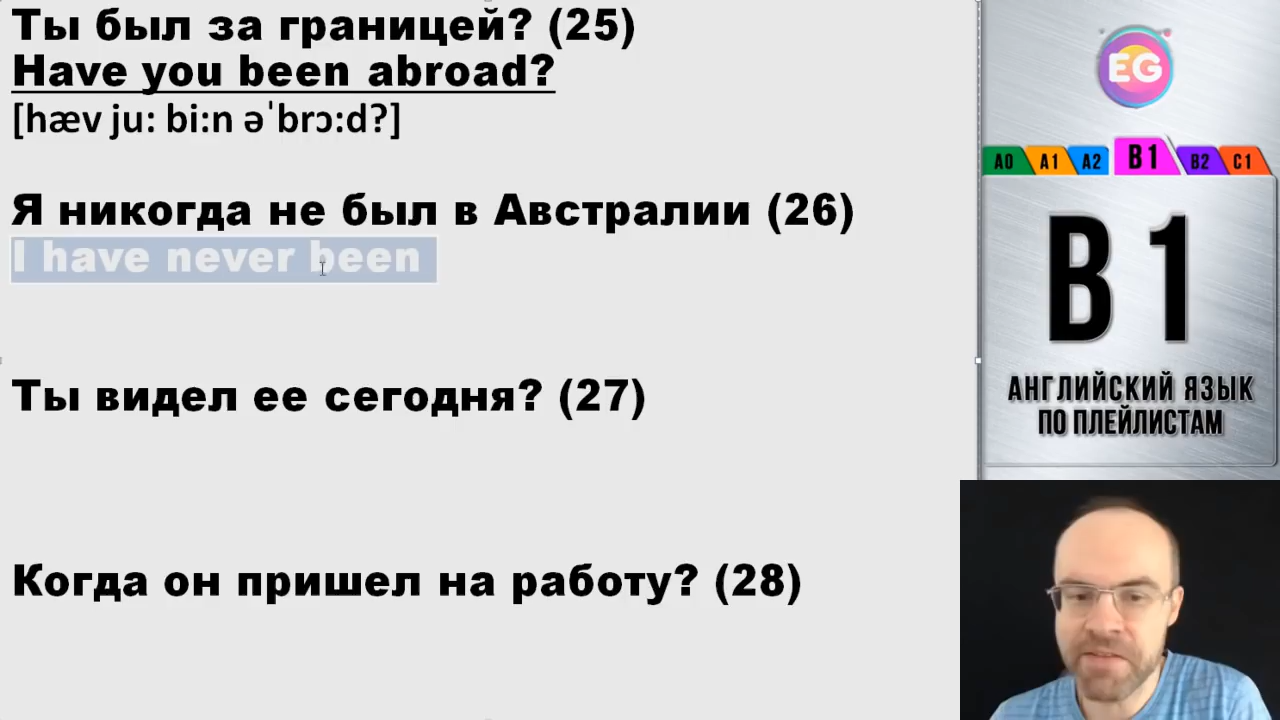 Ты был за границей? (25)
Have you been abroad?
[hæv ju: bi:n əˈbrɔ:d?]
Я никогда не был в Австралии (26)
I have never been
Ты видел ее сегодня? (27)
Когда он пришел на работу? (28)
EG
A0 A1 A2 B1 B2 C1
B 1
АНГЛИЙСКИЙ ЯЗЫК
ПО ПЛЕЙЛИСТАМ